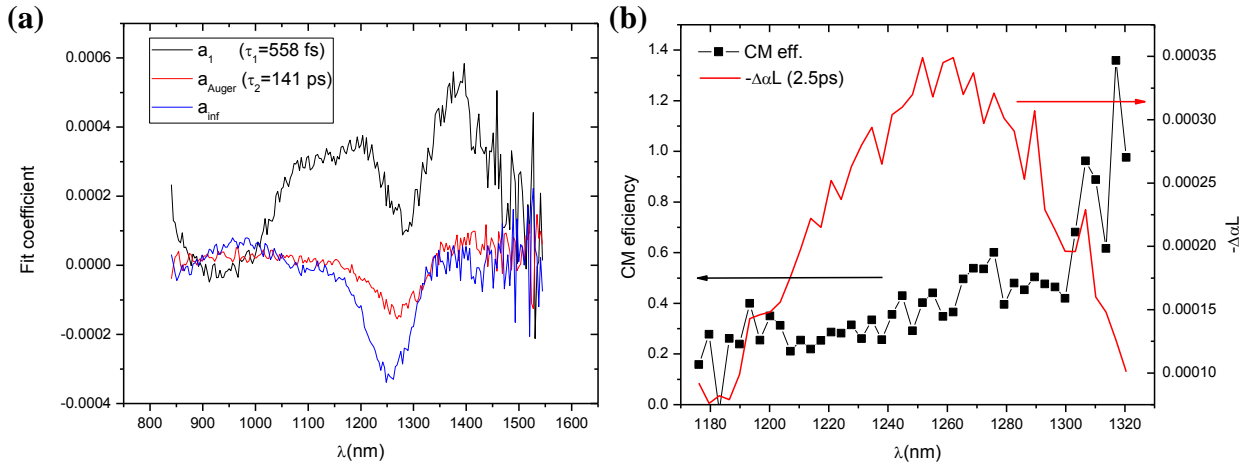 (a)
a1 (τ1=558 fs)
aAuger (τ2=141 ps)
ainf
Fit coefficient
0.0006
0.0004
0.0002
0.0000
-0.0002
-0.0004
800 900 1000 1100 1200 1300 1400 1500 1600
λ(nm)
(b)
CM eff.
-ΔαL (2.5ps)
CM eficiency
1.4
1.2
1.0
0.8
0.6
0.4
0.2
0.0
1180 1200 1220 1240 1260 1280 1300 1320
λ(nm)
0.00035
0.00030
0.00025
0.00020
0.00015
0.00010
-ΔαL